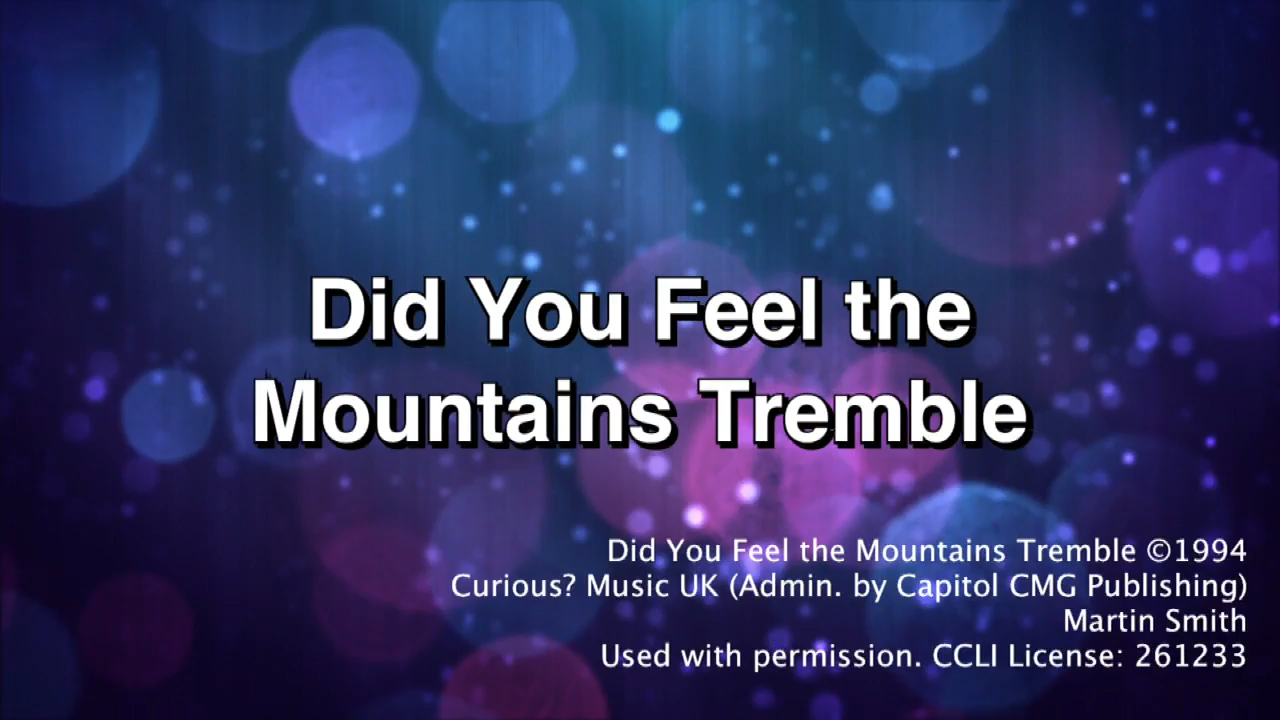 Did You Feel the
Mountains Tremble
Did You Feel the Mountains Tremble ©1994
Curious? Music UK (Admin. by Capitol CMG Publishing)
Martin Smith
Used with permission. CCLI License: 261233